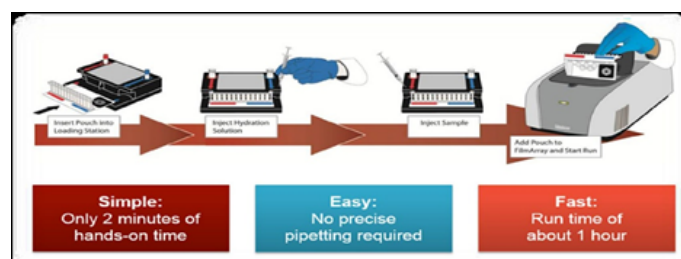 Insert Pouch into
Loading Station
Inject Hydration
Solution
Inject Sample
Add Pouch to
FilmArray and Start Run
Simple:
Only 2 minutes of
hands-on time
Easy:
No precise
pipetting required
Fast:
Run time of
about 1 hour